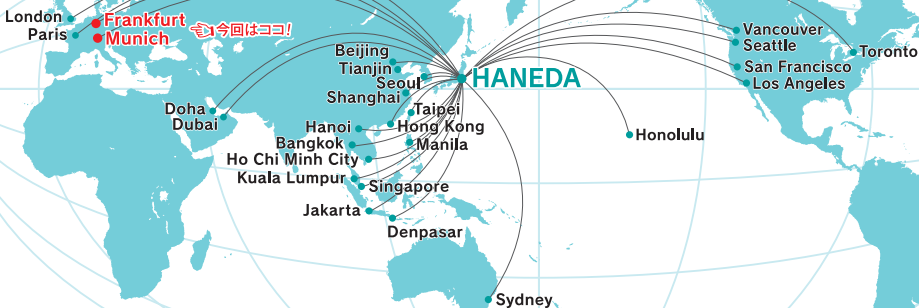 London
Paris
Frankfurt
Munich
今回はココ!
Vancouver
Seattle
Toronto
San Francisco
Los Angeles
Beijing
Tianjin
Seoul
Shanghai
HANEDA
Doha
Dubai
Taipei
Hanoi
Hong Kong
Bangkok
Manila
Honolulu
Ho Chi Minh City
Kuala Lumpur
Singapore
Jakarta
Denpasar
Sydney